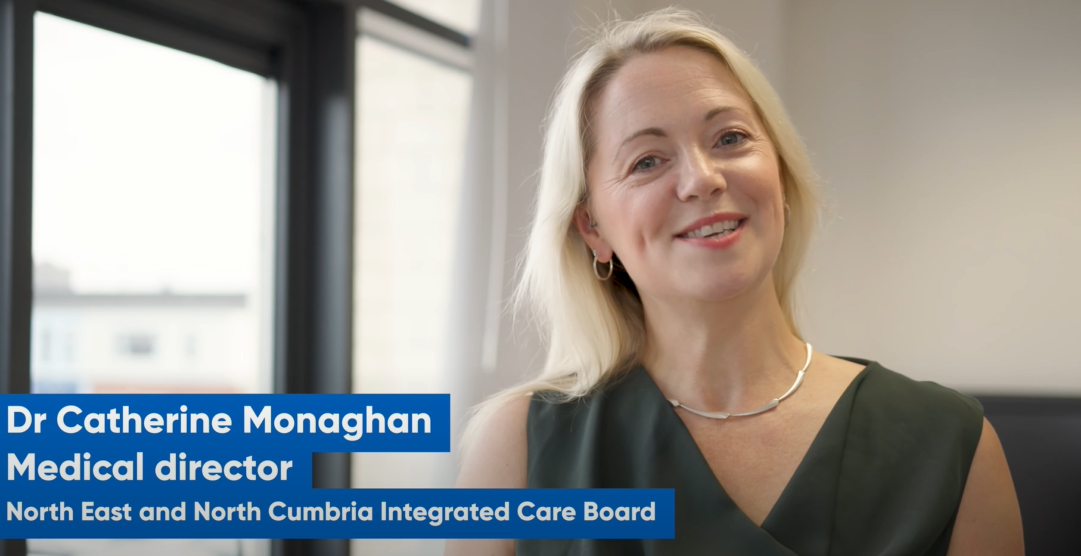 Dr Catherine Monaghan
Medical director
North East and North Cumbria Integrated Care Board